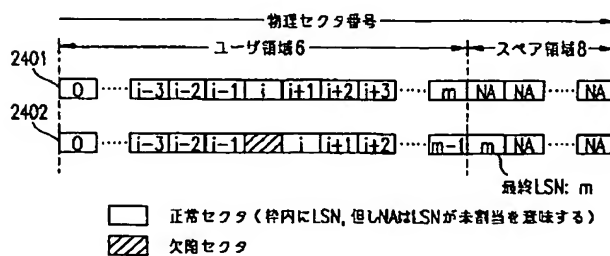 物理セクタ番号
ユーザ領域6 スペア領域8
2401
0 ····· i-3 i-2 i-1 i i+1 i+2 i+3 ····· m NA NA ····· NA
2402
0 ····· i-3 i-2 i-1 i i+1 i+2 ····· m-1 m NA ····· NA
最終LSN: m
正常セクタ(枠内にLSN, 但しNAはLSNが未割当を意味する)
欠陥セクタ